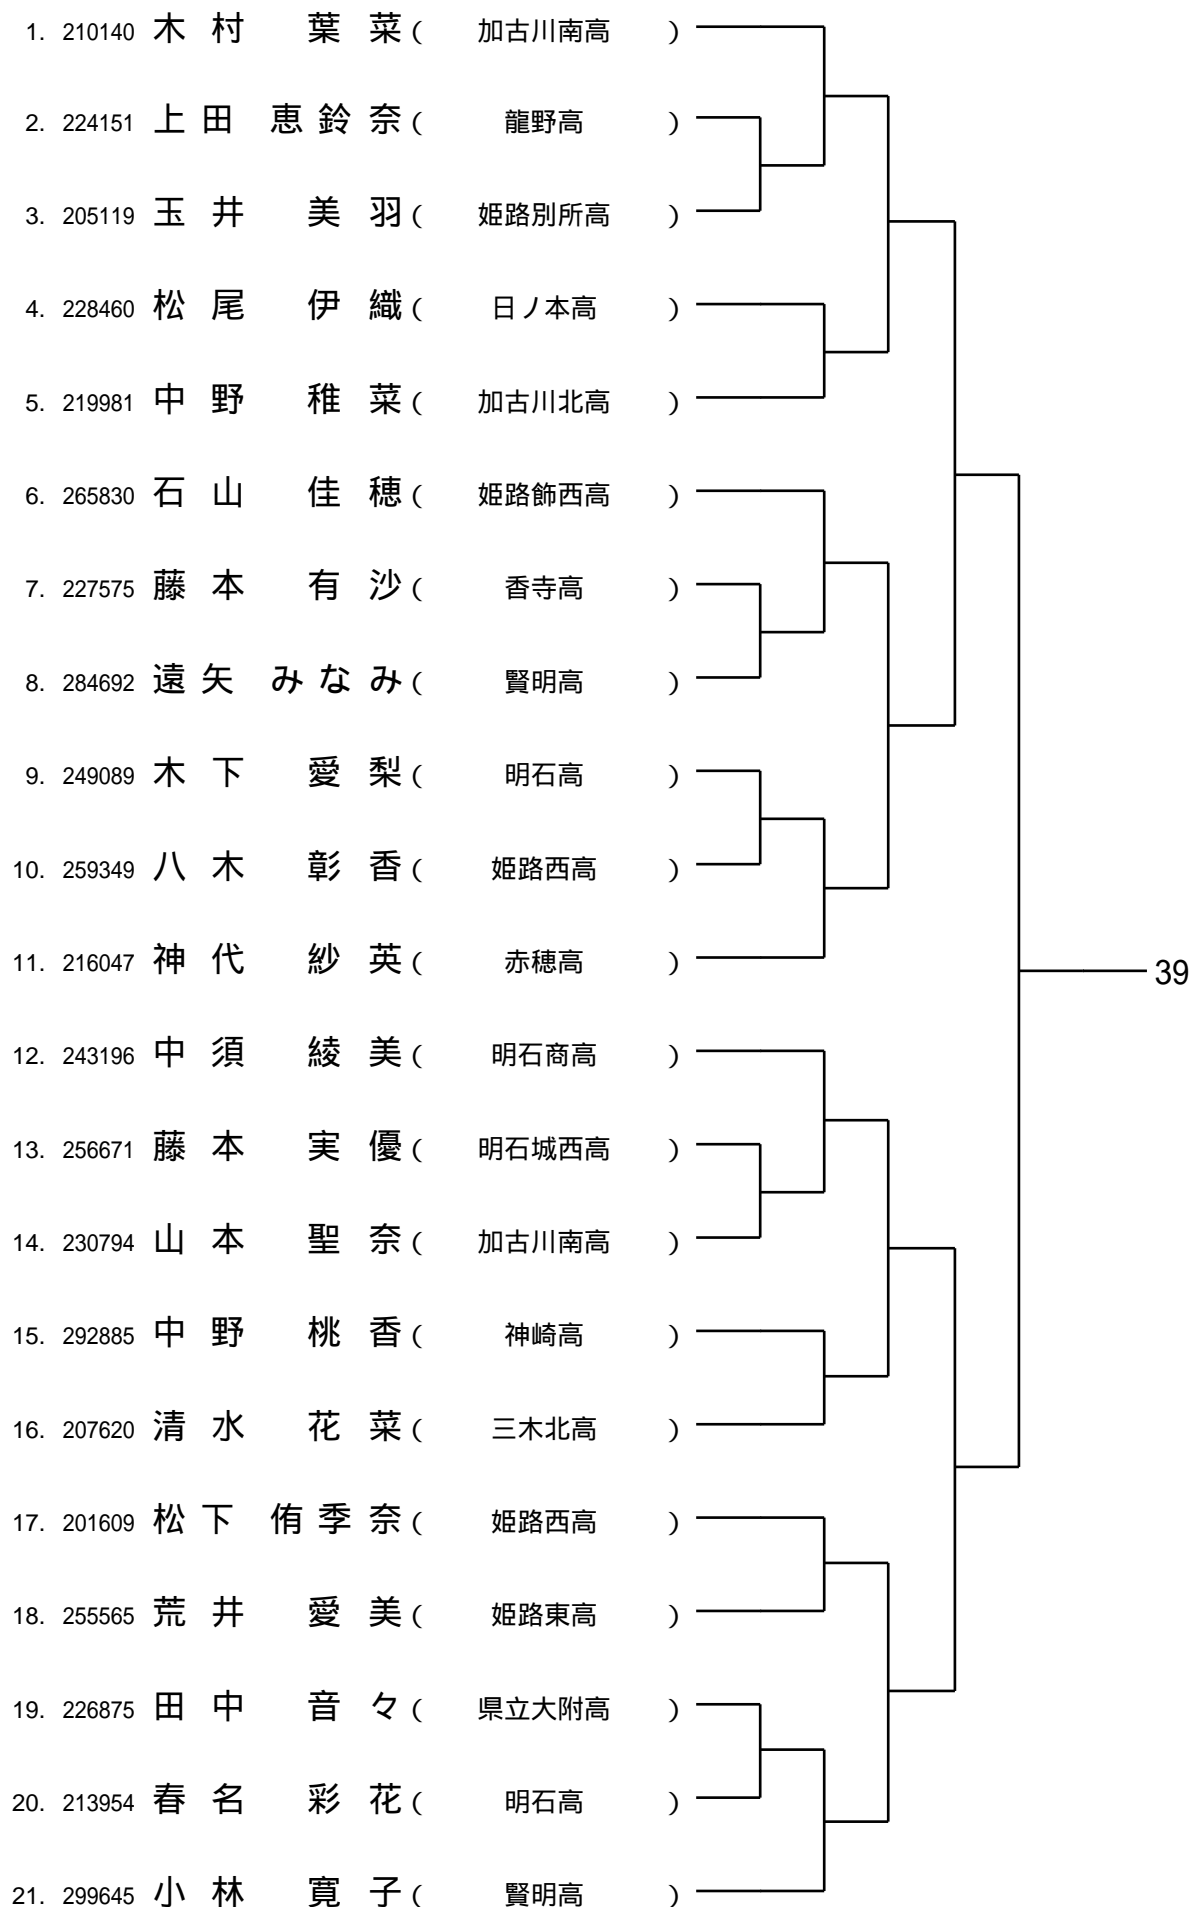 1. 210140 木村 葉菜 ( 加古川南高 )
2. 224151 上田 恵鈴奈 ( 龍野高 )
3. 205119 玉井 美羽 ( 姫路別所高 )
4. 228460 松尾 伊織 ( 日ノ本高 )
5. 219981 中野 稚菜 ( 加古川北高 )
6. 265830 石山 佳穂 ( 姫路飾西高 )
7. 227575 藤本 有沙 ( 香寺高 )
8. 284692 遠矢 みなみ ( 賢明高 )
9. 249089 木下 愛梨 ( 明石高 )
10. 259349 八木 彰香 ( 姫路西高 )
11. 216047 神代 紗英 ( 赤穂高 )
39
12. 243196 中須 綾美 ( 明石商高 )
13. 256671 藤本 実優 ( 明石城西高 )
14. 230794 山本 聖奈 ( 加古川南高 )
15. 292885 中野 桃香 ( 神崎高 )
16. 207620 清水 花菜 ( 三木北高 )
17. 201609 松下 侑季奈 ( 姫路西高 )
18. 255565 荒井 愛美 ( 姫路東高 )
19. 226875 田中 音々 ( 県立大附高 )
20. 213954 春名 彩花 ( 明石高 )
21. 299645 小林 寛子 ( 賢明高 )